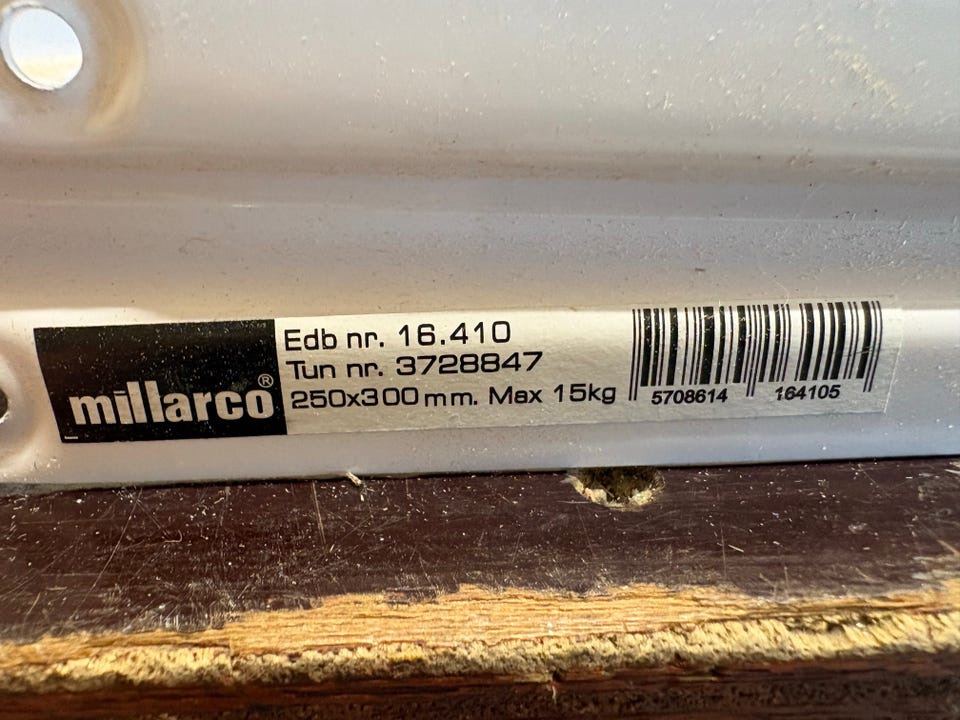 millarco®
Edb nr. 16.410
Tun nr. 3728847
250x300mm. Max 15kg
5708614 164105